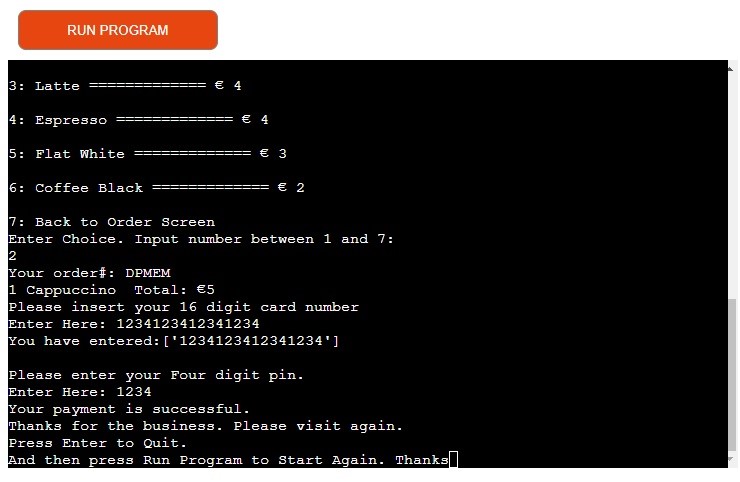 RUN PROGRAM
3: Latte ============= € 4
4: Espresso ============= € 4
5: Flat White ============= € 3
6: Coffee Black ============= € 2
7: Back to Order Screen
Enter Choice. Input number between 1 and 7:
2
Your order#: DPMEM
1 Cappuccino  Total: €5
Please insert your 16 digit card number
Enter Here: 1234123412341234
You have entered:['1234123412341234']
Please enter your Four digit pin.
Enter Here: 1234
Your payment is successful.
Thanks for the business. Please visit again.
Press Enter to Quit.
And then press Run Program to Start Again. Thanks